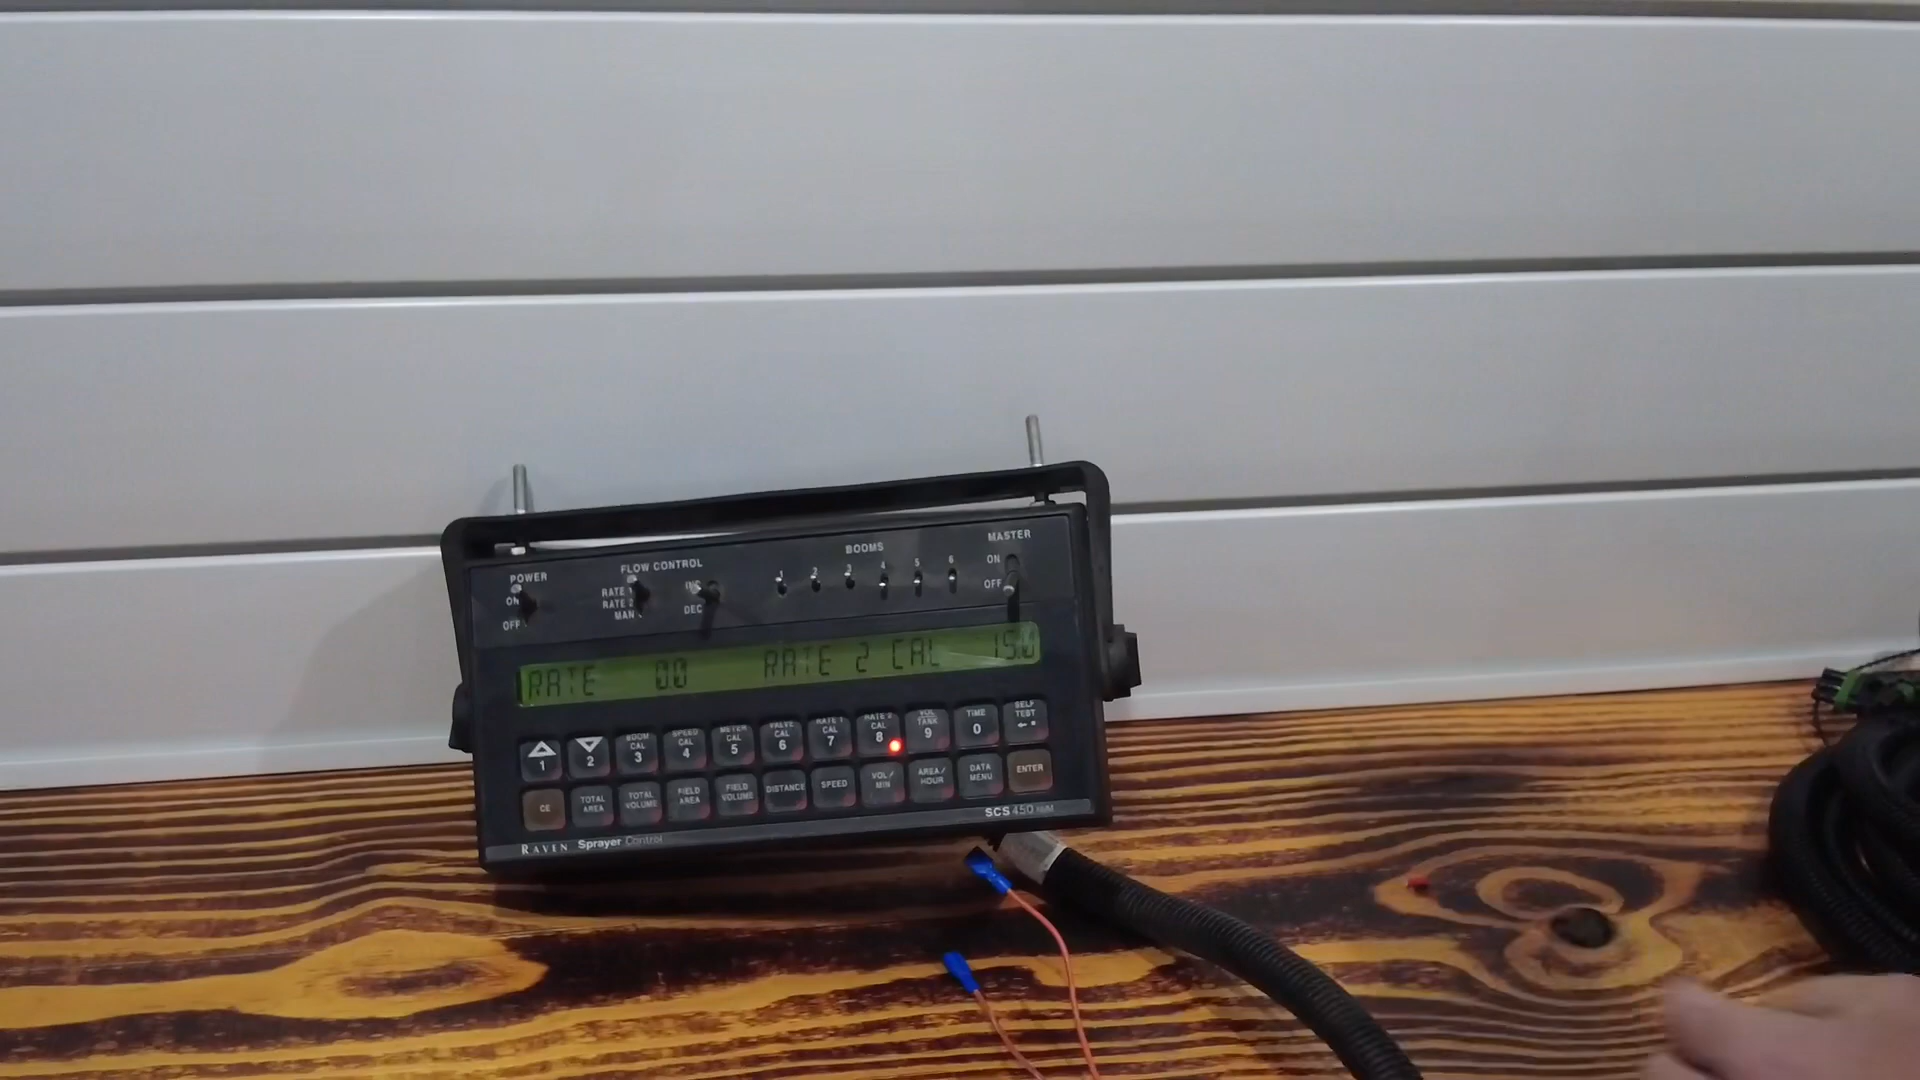 POWER
ON
OFF
FLOW CONTROL
RATE 1
RATE 2
MAN
INC
DEC
BOOMS
1 2 3 4 5 6
MASTER
ON
OFF
RATE 00 RATE 2 CAL 15.0
1
2
BOOM CAL 3
SPEED CAL 4
METER CAL 5
VALVE CAL 6
RATE 1 CAL 7
RATE 2 CAL 8
VOL TANK 9
TIME 0
SELF TEST
CE
TOTAL AREA
TOTAL VOLUME
FIELD AREA
FIELD VOLUME
DISTANCE
SPEED
VOL/ MIN
AREA/ HOUR
DATA MENU
ENTER
RAVEN Sprayer Control
SCS 450